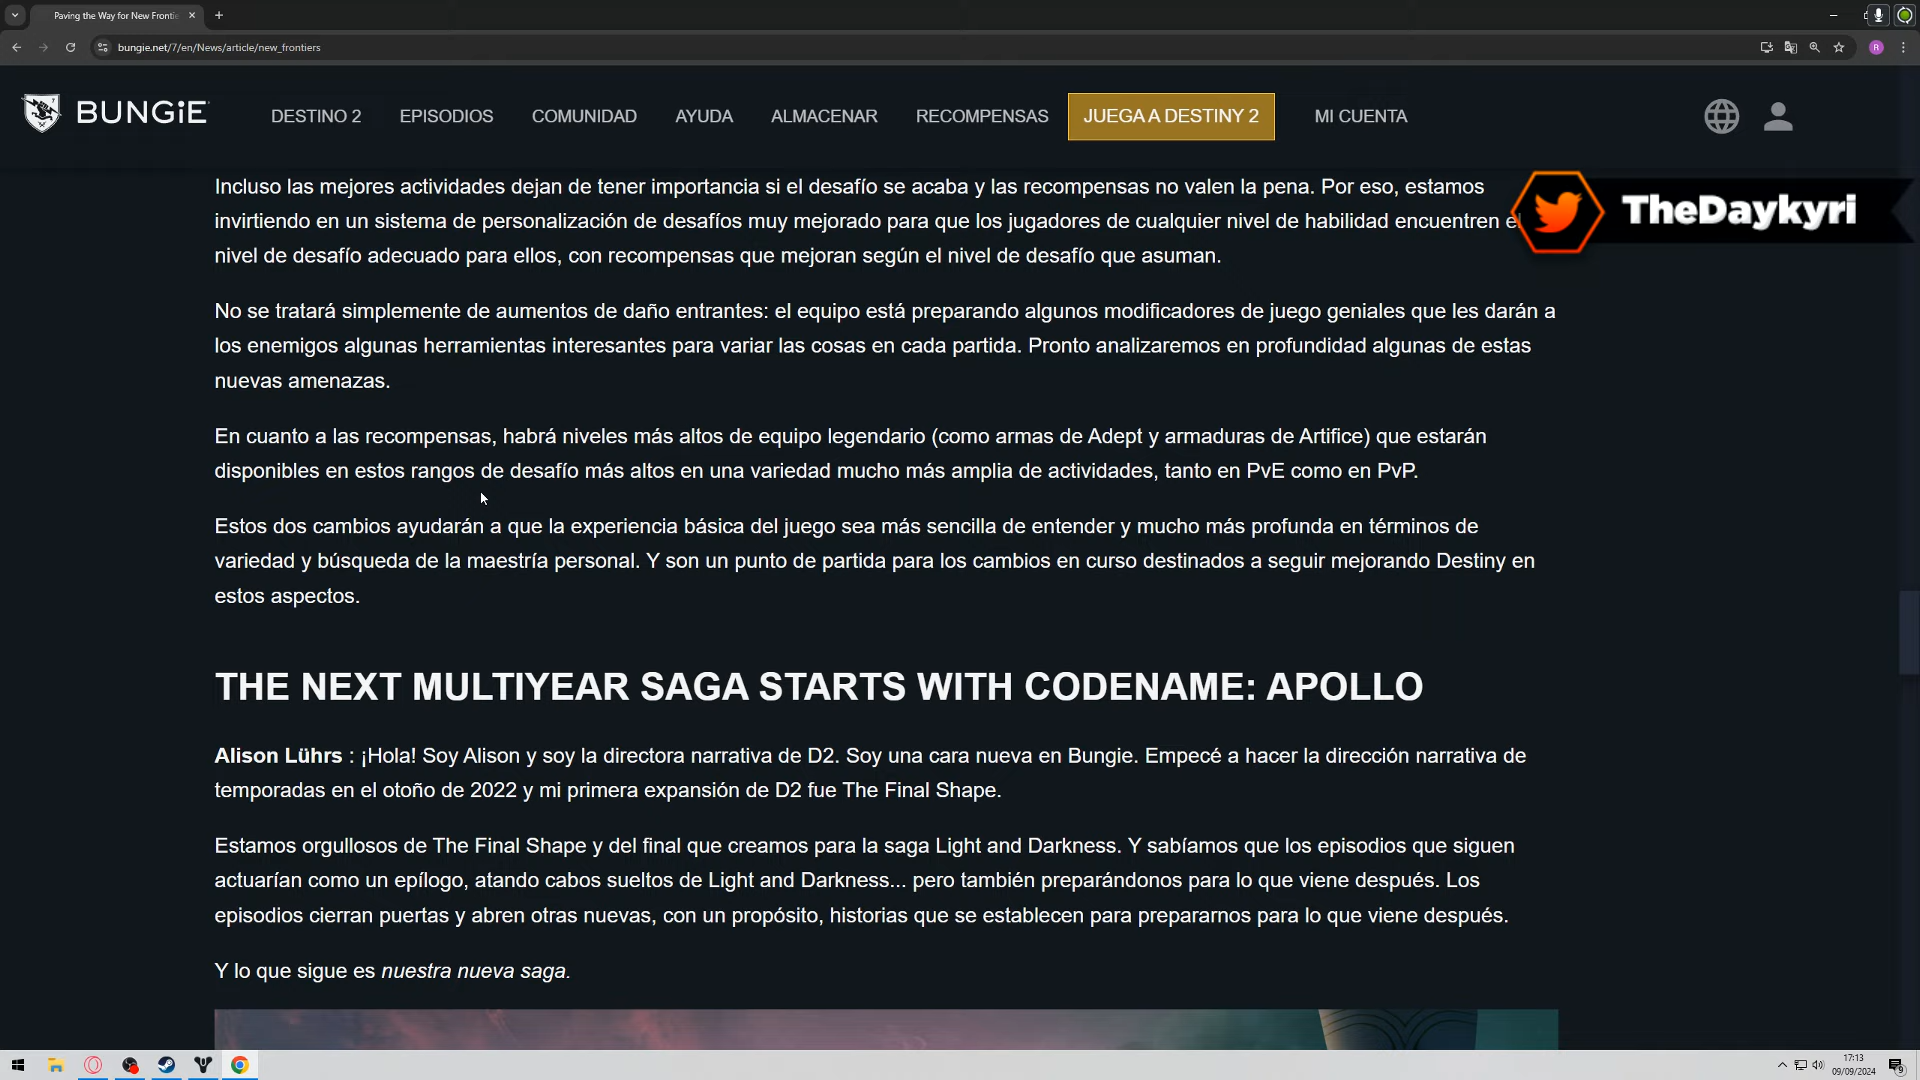 Paving the Way for New Frontie
bungie.net/7/en/News/article/new_frontiers
BUNGiE
DESTINO 2
EPISODIOS
COMUNIDAD
AYUDA
ALMACENAR
RECOMPENSAS
JUEGA A DESTINY 2
MI CUENTA
TheDaykyri
Incluso las mejores actividades dejan de tener importancia si el desafío se acaba y las recompensas no valen la pena. Por eso, estamos
invirtiendo en un sistema de personalización de desafíos muy mejorado para que los jugadores de cualquier nivel de habilidad encuentren el
nivel de desafío adecuado para ellos, con recompensas que mejoran según el nivel de desafío que asuman.
No se tratará simplemente de aumentos de daño entrantes: el equipo está preparando algunos modificadores de juego geniales que les darán a
los enemigos algunas herramientas interesantes para variar las cosas en cada partida. Pronto analizaremos en profundidad algunas de estas
nuevas amenazas.
En cuanto a las recompensas, habrá niveles más altos de equipo legendario (como armas de Adept y armaduras de Artifice) que estarán
disponibles en estos rangos de desafío más altos en una variedad mucho más amplia de actividades, tanto en PvE como en PvP.
Estos dos cambios ayudarán a que la experiencia básica del juego sea más sencilla de entender y mucho más profunda en términos de
variedad y búsqueda de la maestría personal. Y son un punto de partida para los cambios en curso destinados a seguir mejorando Destiny en
estos aspectos.
THE NEXT MULTIYEAR SAGA STARTS WITH CODENAME: APOLLO
Alison Lührs : ¡Hola! Soy Alison y soy la directora narrativa de D2. Soy una cara nueva en Bungie. Empecé a hacer la dirección narrativa de
temporadas en el otoño de 2022 y mi primera expansión de D2 fue The Final Shape.
Estamos orgullosos de The Final Shape y del final que creamos para la saga Light and Darkness. Y sabíamos que los episodios que siguen
actuarían como un epílogo, atando cabos sueltos de Light and Darkness... pero también preparándonos para lo que viene después. Los
episodios cierran puertas y abren otras nuevas, con un propósito, historias que se establecen para prepararnos para lo que viene después.
Y lo que sigue es nuestra nueva saga.
17:13
09/09/2024